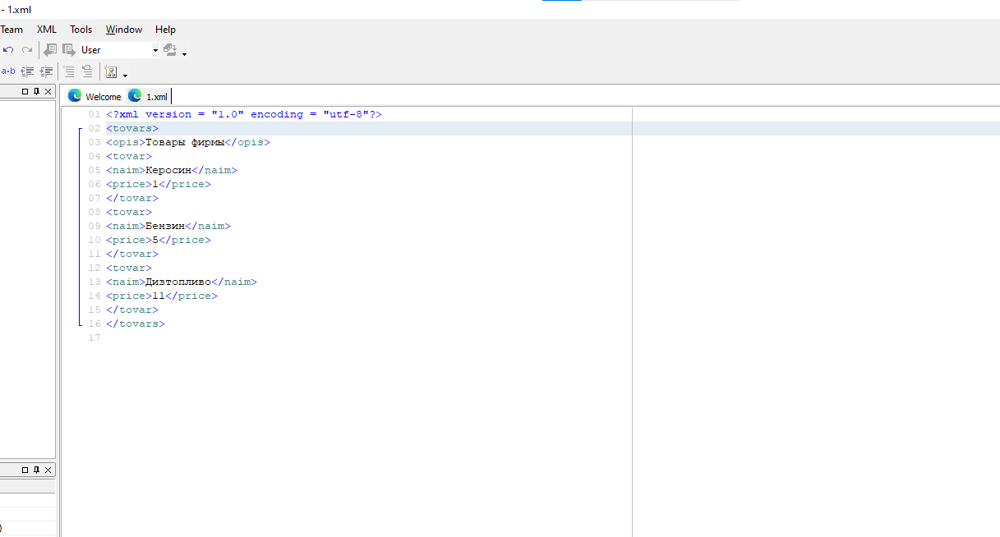 - 1.xml
Team XML Tools Window Help
User
a•b
Welcome 1.xml
01 <?xml version = "1.0" encoding = "utf-8"?>
02 <tovars>
03 <opis>Товары фирмы</opis>
04 <tovar>
05 <naim>Керосин</naim>
06 <price>1</price>
07 </tovar>
08 <tovar>
09 <naim>Бензин</naim>
10 <price>5</price>
11 </tovar>
12 <tovar>
13 <naim>Дизтопливо</naim>
14 <price>11</price>
15 </tovar>
16 </tovars>
17
)